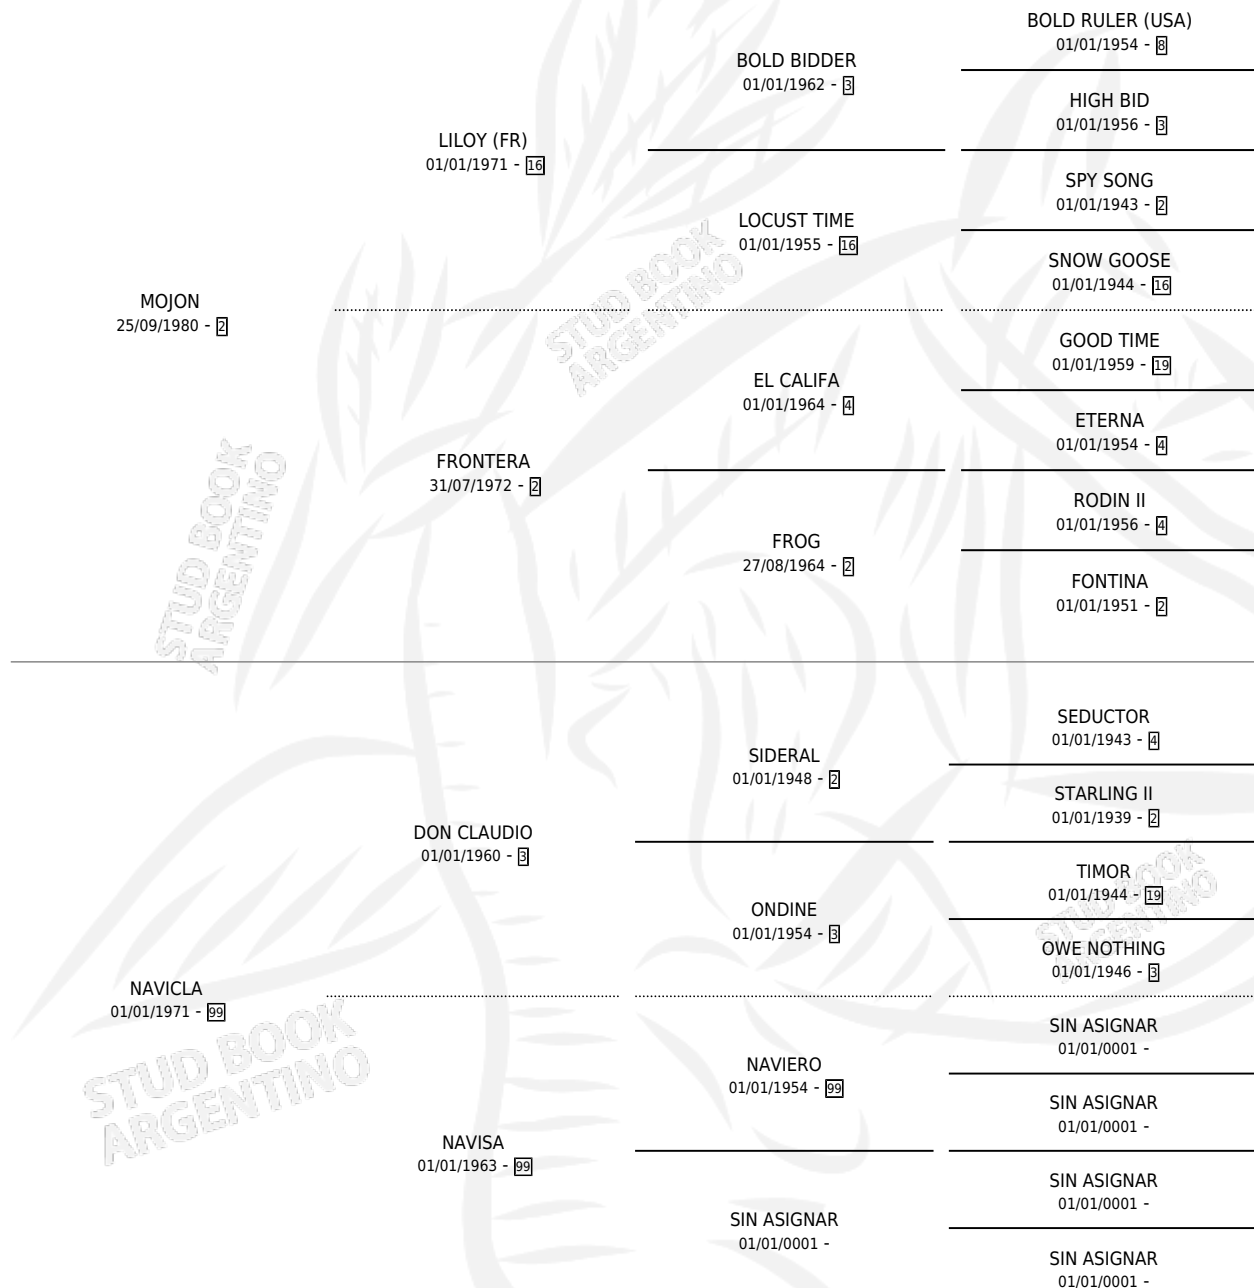 MOJON
25/09/1980 - 2
LILOY (FR)
01/01/1971 - 16
FRONTERA
31/07/1972 - 2
BOLD BIDDER
01/01/1962 - 3
LOCUST TIME
01/01/1955 - 16
EL CALIFA
01/01/1964 - 4
FROG
27/08/1964 - 2
BOLD RULER (USA)
01/01/1954 - 8
HIGH BID
01/01/1956 - 3
SPY SONG
01/01/1943 - 2
SNOW GOOSE
01/01/1944 - 16
GOOD TIME
01/01/1959 - 19
ETERNA
01/01/1954 - 4
RODIN II
01/01/1956 - 4
FONTINA
01/01/1951 - 2
STUD BOOK
ARGENTINO
STUD BOOK
ARGENTINO
NAVICLA
01/01/1971 - 99
DON CLAUDIO
01/01/1960 - 3
NAVISA
01/01/1963 - 99
SIDERAL
01/01/1948 - 2
ONDINE
01/01/1954 - 3
NAVIERO
01/01/1954 - 99
SIN ASIGNAR
01/01/0001 -
SEDUCTOR
01/01/1943 - 4
STARLING II
01/01/1939 - 2
TIMOR
01/01/1944 - 19
OWE NOTHING
01/01/1946 - 3
SIN ASIGNAR
01/01/0001 -
SIN ASIGNAR
01/01/0001 -
SIN ASIGNAR
01/01/0001 -
SIN ASIGNAR
01/01/0001 -
STUD BOOK
ARGENTINO
STUD BOOK
ARGENTINO